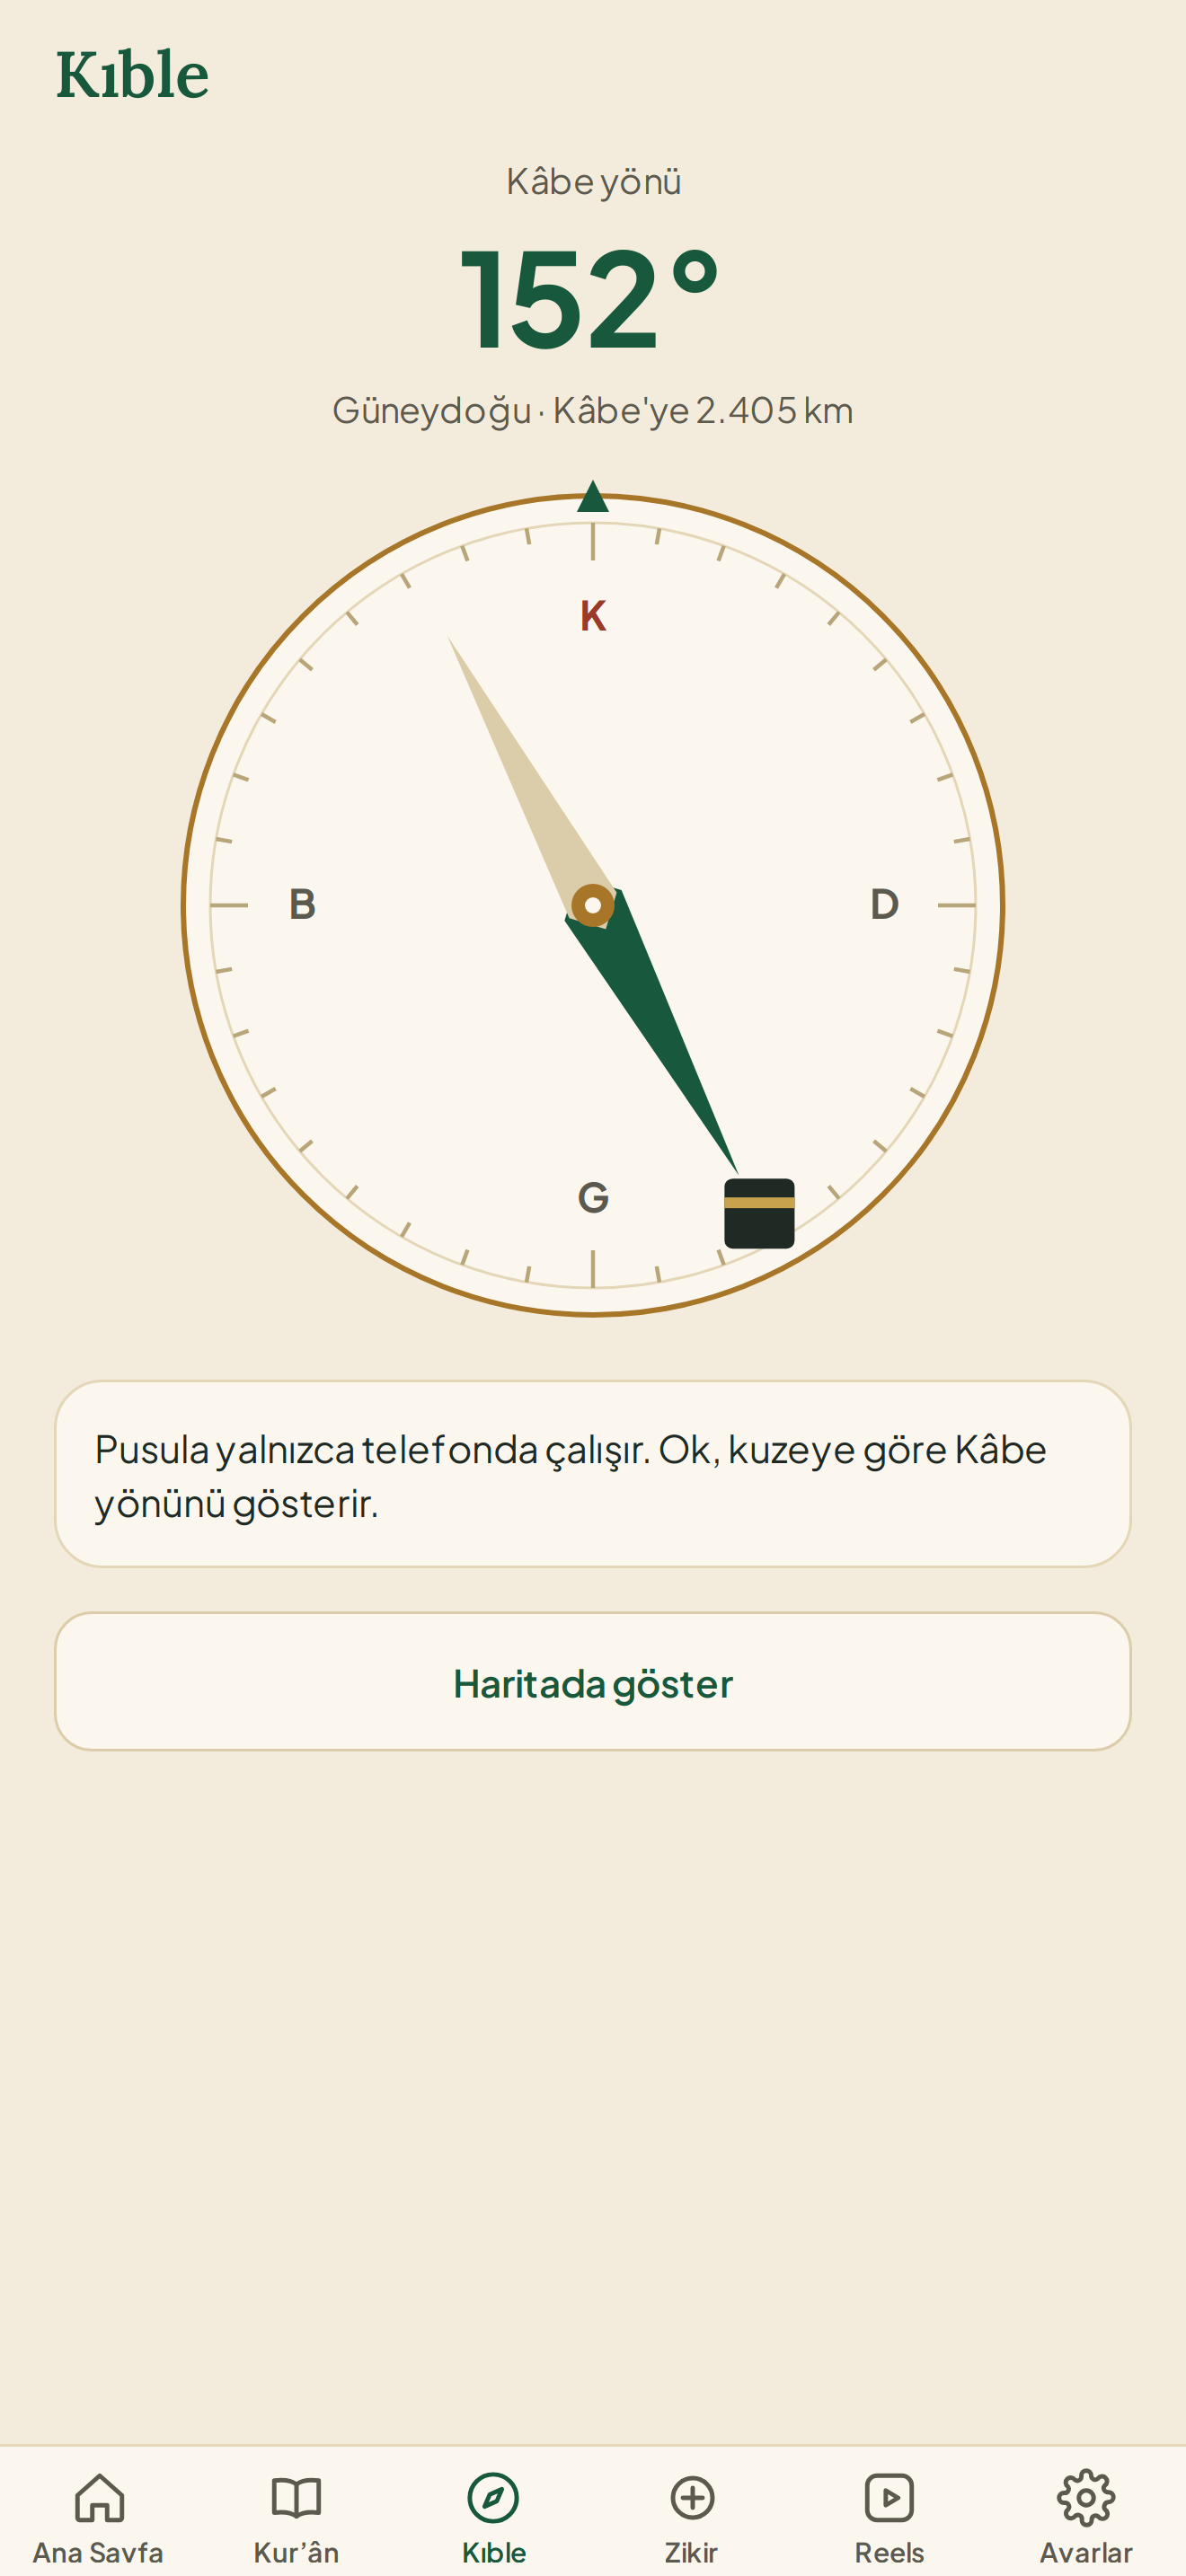 Kıble
Kâbe yönü
152°
Güneydoğu · Kâbe'ye 2.405 km
K
B
D
G
Pusula yalnızca telefonda çalışır. Ok, kuzeye göre Kâbe
yönünü gösterir.
Haritada göster
Ana Savfa
Kur’ân
Kıble
Zikir
Reels
Avarlar